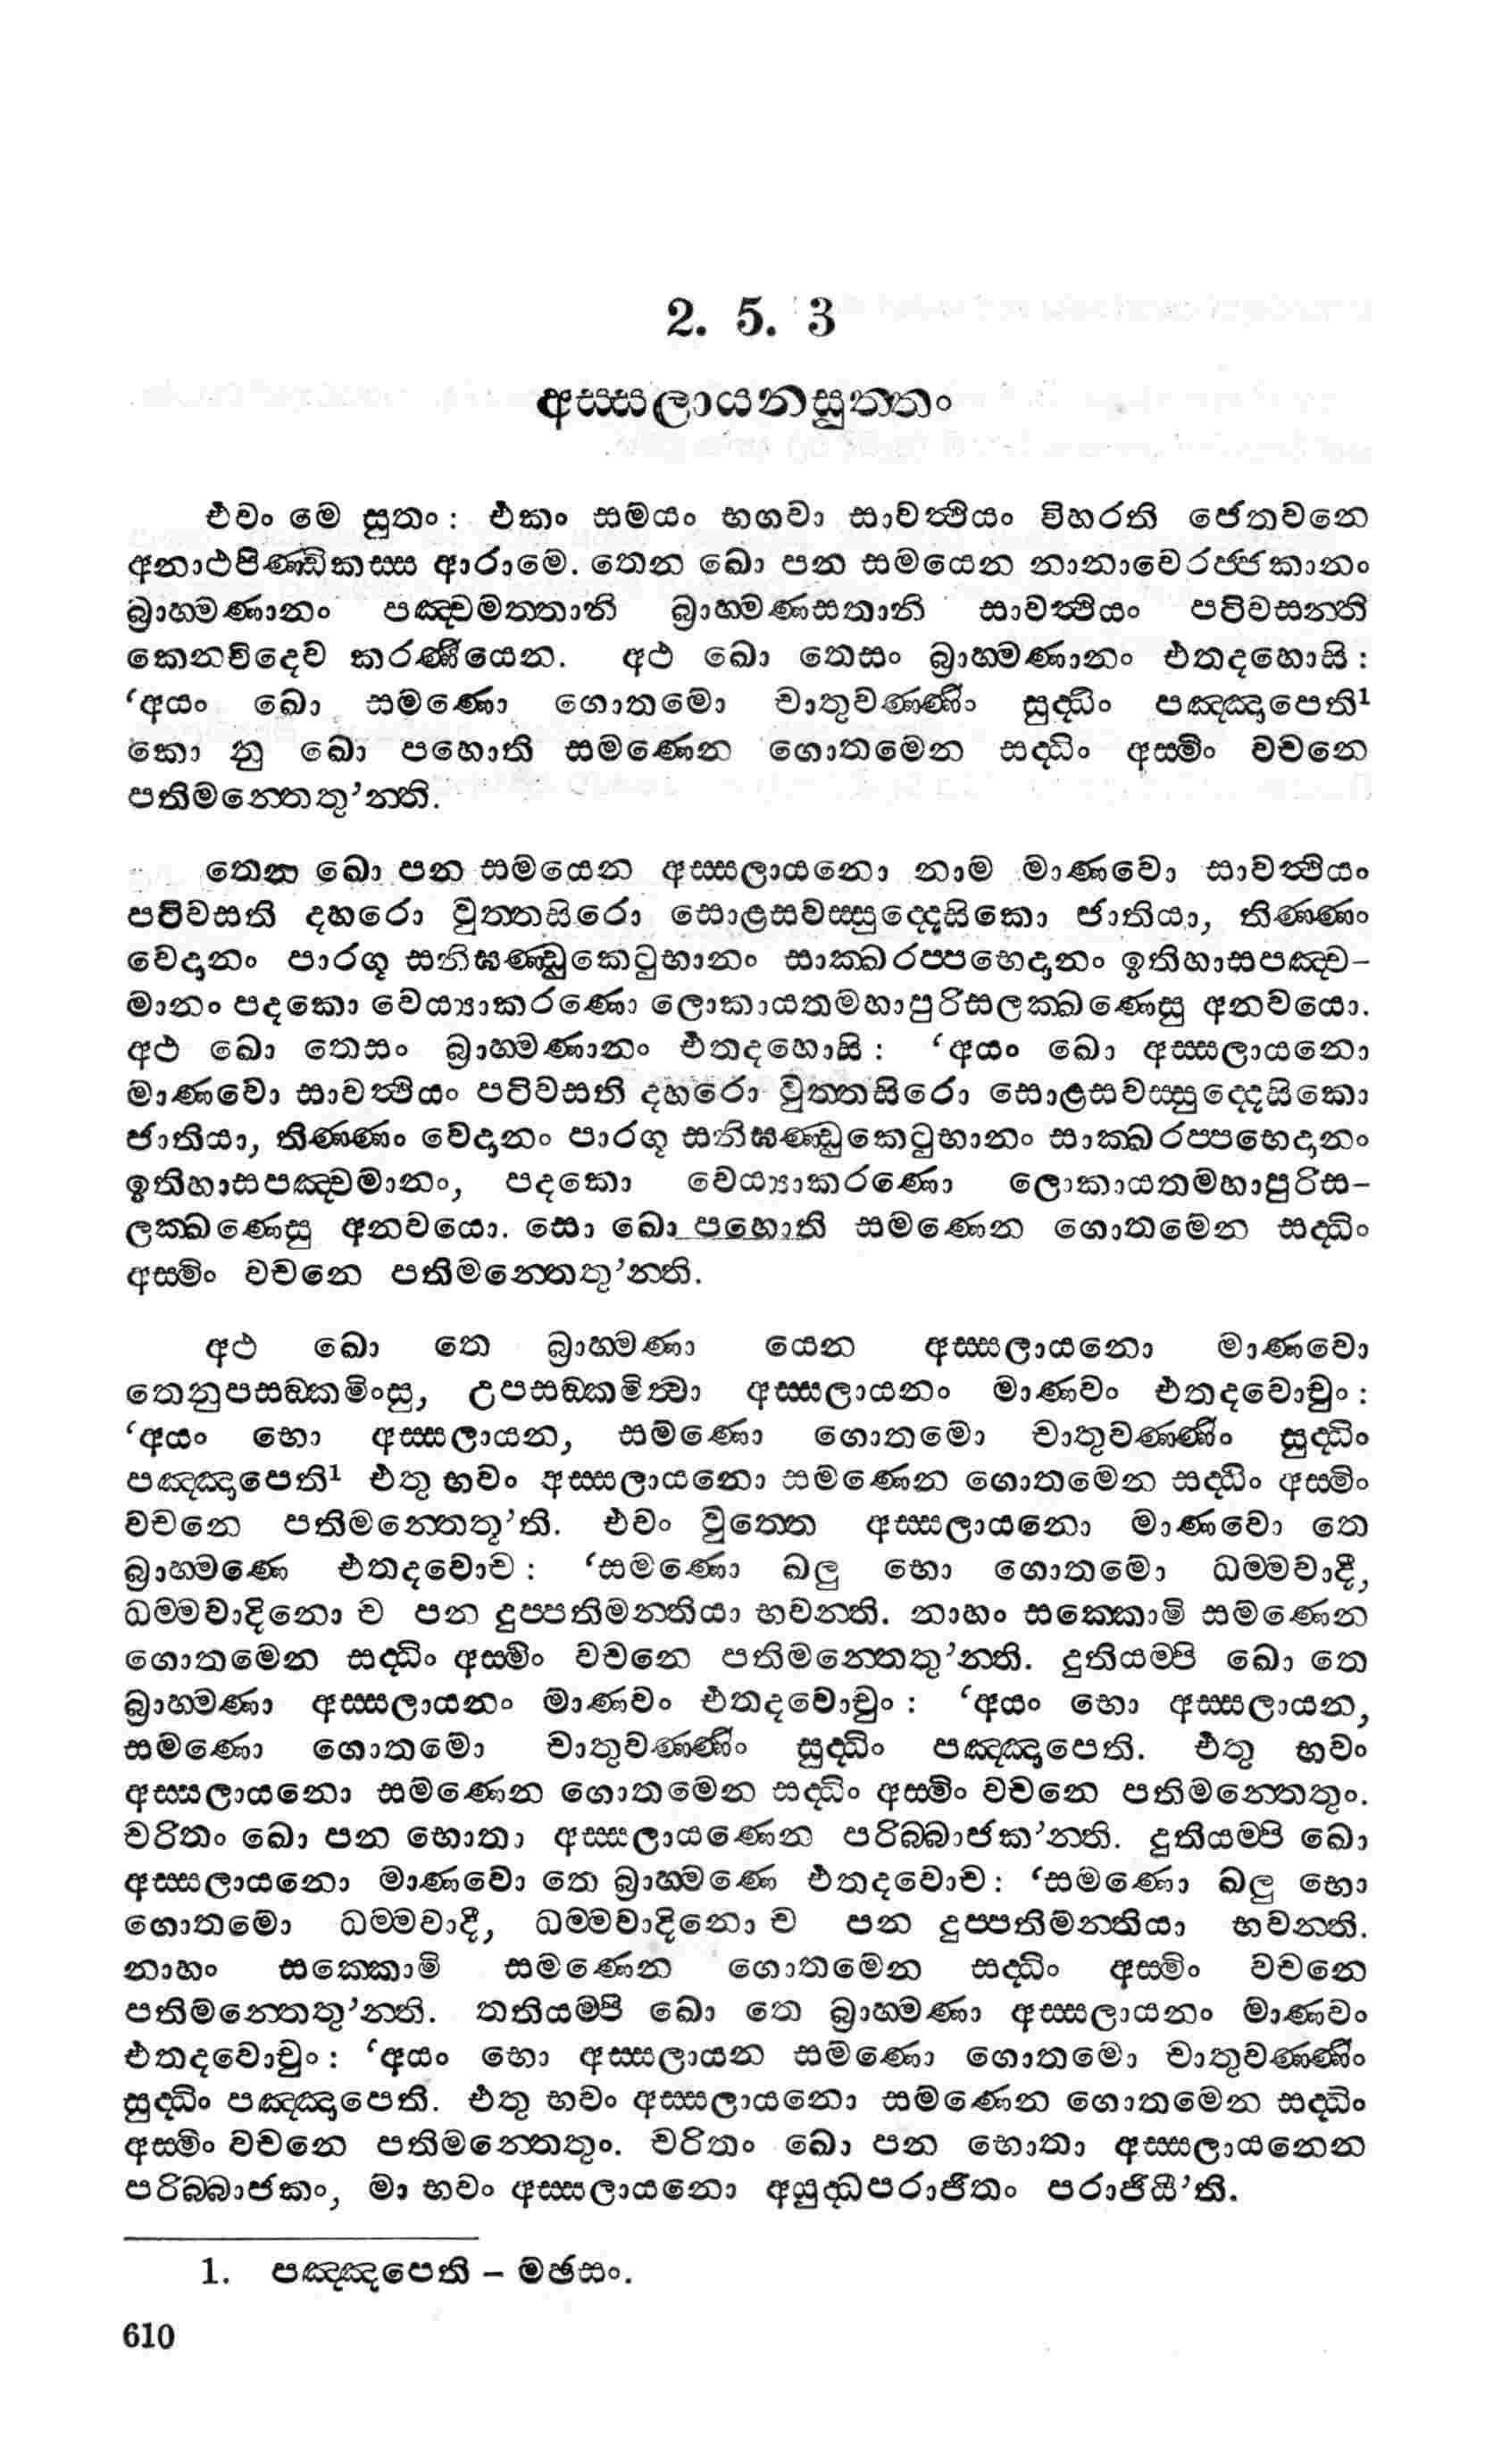 2. 5. 3
අස්සලායනසුත්තං
එවං මෙ සුතං: එකං සමයං භගවා සාවත්ථියං විහරති ජෙතවනෙ
අනාථපිණ්ඩිකස්ස ආරාමෙ. තෙන ඛො පන සමයෙන නානාවෙරජ්ජකානං
බ්‍රාහ්මණානං පඤ්චමත්තානි බ්‍රාහ්මණසතානි සාවත්ථියං පටිවසන්ති
කෙනචිදෙව කරණීයෙන. අථ ඛො තෙසං බ්‍රාහ්මණානං එතදහොසි:
‘අයං ඛො සමණො ගොතමො චාතුවණ්ණිං සුද්ධිං පඤ්ඤාපෙති¹
කො නු ඛො පහොති සමණෙන ගොතමෙන සද්ධිං අස්මිං වචනෙ
පතිමන්තෙතු’න්ති.
තෙන ඛො පන සමයෙන අස්සලායනො නාම මාණවො සාවත්ථියං
පටිවසති දහරො වුත්තසිරො සොළසවස්සුද්දෙසිකො ජාතියා, තිණ්ණං
වෙදානං පාරගූ සනිඝණ්ඩුකෙටුභානං සාක්ඛරප්පභෙදානං ඉතිහාසපඤ්ච-
මානං පදකො වෙය්‍යාකරණො ලොකායතමහාපුරිසලක්ඛණෙසු අනවයො.
අථ ඛො තෙසං බ්‍රාහ්මණානං එතදහොසි: ‘අයං ඛො අස්සලායනො
මාණවො සාවත්ථියං පටිවසති දහරො වුත්තසිරො සොළසවස්සුද්දෙසිකො
ජාතියා, තිණ්ණං වෙදානං පාරගූ සනිඝණ්ඩුකෙටුභානං සාක්ඛරප්පභෙදානං
ඉතිහාසපඤ්චමානං, පදකො වෙය්‍යාකරණො ලොකායතමහාපුරිස-
ලක්ඛණෙසු අනවයො. සො ඛො පහොති සමණෙන ගොතමෙන සද්ධිං
අස්මිං වචනෙ පතිමන්තෙතු’න්ති.
අථ ඛො තෙ බ්‍රාහ්මණා යෙන අස්සලායනො මාණවො
තෙනුපසඞ්කමිංසු, උපසඞ්කමිත්වා අස්සලායනං මාණවං එතදවොචුං:
‘අයං භො අස්සලායන, සමණො ගොතමො චාතුවණ්ණිං සුද්ධිං
පඤ්ඤාපෙති¹ එතු භවං අස්සලායනො සමණෙන ගොතමෙන සද්ධිං අස්මිං
වචනෙ පතිමන්තෙතූ’ති. එවං වුත්තෙ අස්සලායනො මාණවො තෙ
බ්‍රාහ්මණෙ එතදවොච: ‘සමණො ඛලු භො ගොතමො ධම්මවාදී,
ධම්මවාදිනො ච පන දුප්පතිමන්තියා භවන්ති. නාහං සක්කොමි සමණෙන
ගොතමෙන සද්ධිං අස්මිං වචනෙ පතිමන්තෙතු’න්ති. දුතියම්පි ඛො තෙ
බ්‍රාහ්මණා අස්සලායනං මාණවං එතදවොචුං: ‘අයං භො අස්සලායන,
සමණො ගොතමො චාතුවණ්ණිං සුද්ධිං පඤ්ඤාපෙති. එතු භවං
අස්සලායනො සමණෙන ගොතමෙන සද්ධිං අස්මිං වචනෙ පතිමන්තෙතුං.
චරිතං ඛො පන භොතා අස්සලායණෙන පරිබ්බාජක’න්ති. දුතියම්පි ඛො
අස්සලායනො මාණවො තෙ බ්‍රාහ්මණෙ එතදවොච: ‘සමණො ඛලු භො
ගොතමො ධම්මවාදී, ධම්මවාදිනො ච පන දුප්පතිමන්තියා භවන්ති.
නාහං සක්කොමි සමණෙන ගොතමෙන සද්ධිං අස්මිං වචනෙ
පතිමන්තෙතු’න්ති. තතියම්පි ඛො තෙ බ්‍රාහ්මණා අස්සලායනං මාණවං
එතදවොචුං: ‘අයං භො අස්සලායන සමණො ගොතමො චාතුවණ්ණිං
සුද්ධිං පඤ්ඤාපෙති. එතු භවං අස්සලායනො සමණෙන ගොතමෙන සද්ධිං
අස්මිං වචනෙ පතිමන්තෙතුං. චරිතං ඛො පන භොතා අස්සලායනෙන
පරිබ්බාජකං, මා භවං අස්සලායනො අයුද්ධපරාජිතං පරාජියී’ති.
1. පඤ්ඤපෙති – මඡසං.
610